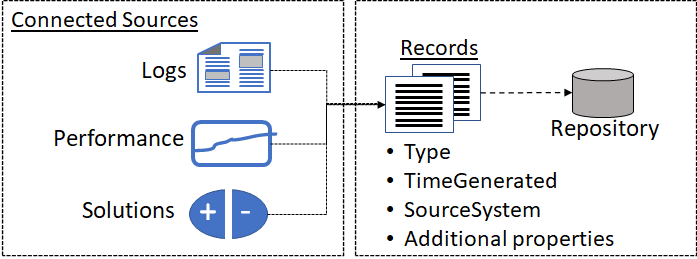 Connected Sources
Logs
Performance
Solutions
+ -
Records
Repository
• Type
• TimeGenerated
• SourceSystem
• Additional properties